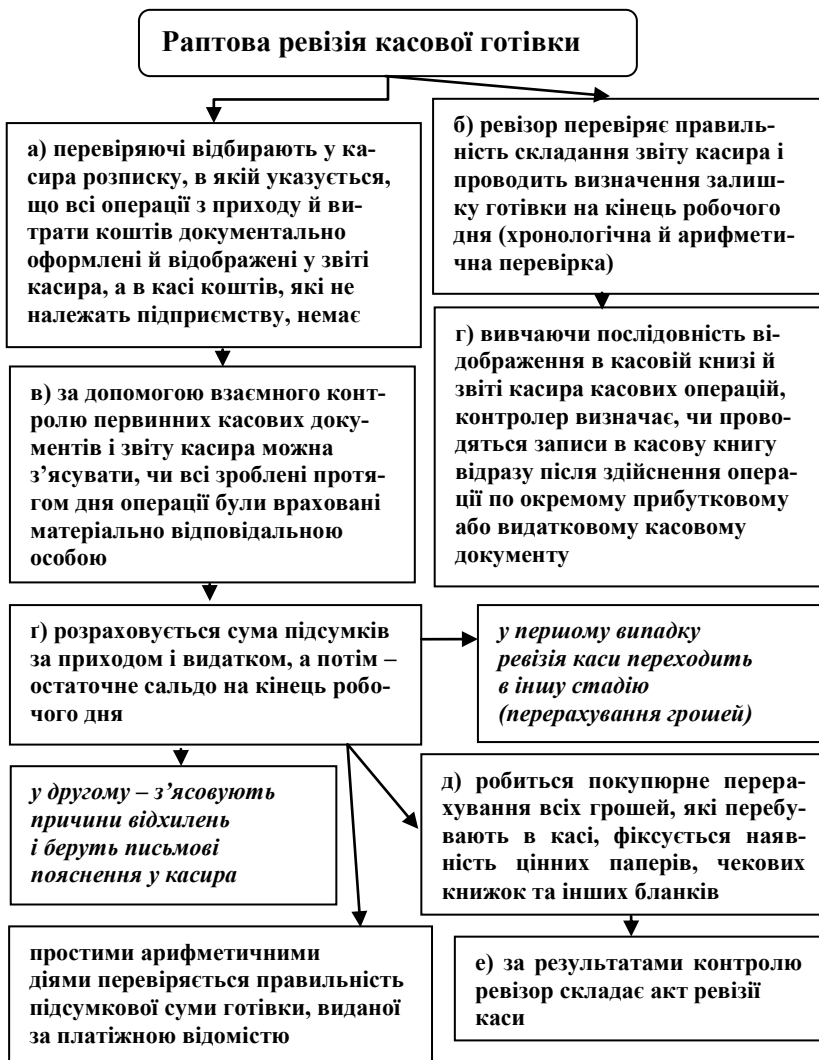 Раптова ревізія касової готівки
а) перевіряючі відбирають у ка-
сира розписку, в якій указується,
що всі операції з приходу й ви-
трати коштів документально
оформлені й відображені у звіті
касира, а в касі коштів, які не
належать підприємству, немає
б) ревізор перевіряє правиль-
ність складання звіту касира і
проводить визначення залиш-
ку готівки на кінець робочого
дня (хронологічна й арифмети-
чна перевірка)
в) за допомогою взаємного конт-
ролю первинних касових доку-
ментів і звіту касира можна
з’ясувати, чи всі зроблені протя-
гом дня операції були враховані
матеріально відповідальною
особою
г) вивчаючи послідовність ві-
дображення в касовій книзі й
звіті касира касових операцій,
контролер визначає, чи прово-
дяться записи в касову книгу
відразу після здійснення опера-
ції по окремому прибутковому
або видатковому касовому
документу
ґ) розраховується сума підсумків
за приходом і видатком, а потім –
остаточне сальдо на кінець робо-
чого дня
у першому випадку
ревізія каси переходить
в іншу стадію
(перерахування грошей)
у другому – з’ясовують
причини відхилень
і беруть письмові
пояснення у касира
д) робиться покупюрне перера-
хування всіх грошей, які перебу-
вають в касі, фіксується наяв-
ність цінних паперів, чекових
книжок та інших бланків
простими арифметичними
діями перевіряється правильність
підсумкової суми готівки, виданої
за платіжною відомістю
е) за результатами контролю
ревізор складає акт ревізії
каси